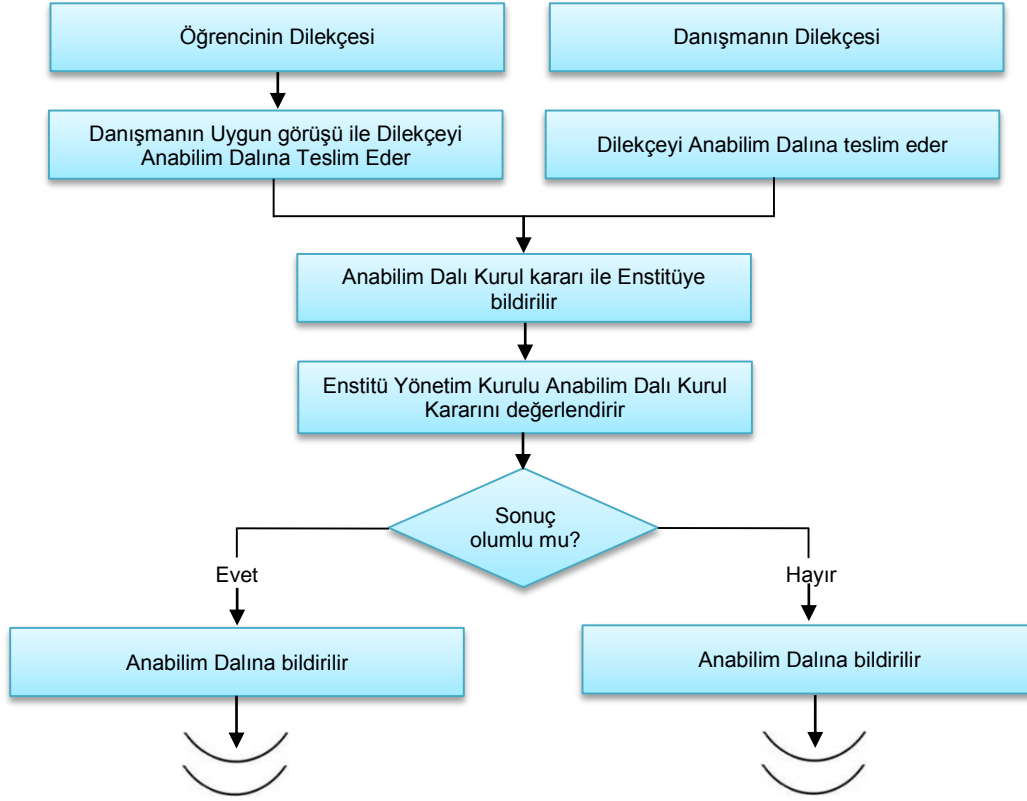 Öğrencinin Dilekçesi
Danışmanın Dilekçesi
Danışmanın Uygun görüşü ile Dilekçeyi
Anabilim Dalına Teslim Eder
Dilekçeyi Anabilim Dalına teslim eder
Anabilim Dalı Kurul kararı ile Enstitüye
bildirilir
Enstitü Yönetim Kurulu Anabilim Dalı Kurul
Kararını değerlendirir
Sonuç
olumlu mu?
Evet
Hayır
Anabilim Dalına bildirilir
Anabilim Dalına bildirilir